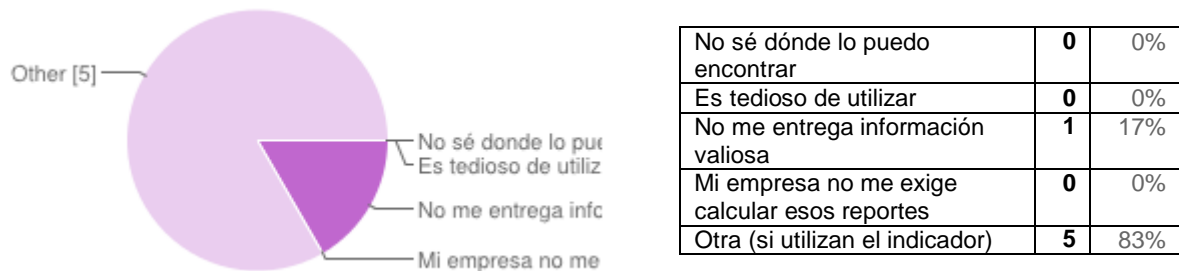 Other [5]
No sé donde lo pue
Es tedioso de utiliz
No me entrega infc
Mi empresa no me
No sé dónde lo puedo 0 0%
encontrar
Es tedioso de utilizar 0 0%
No me entrega información 1 17%
valiosa
Mi empresa no me exige 0 0%
calcular esos reportes
Otra (si utilizan el indicador) 5 83%